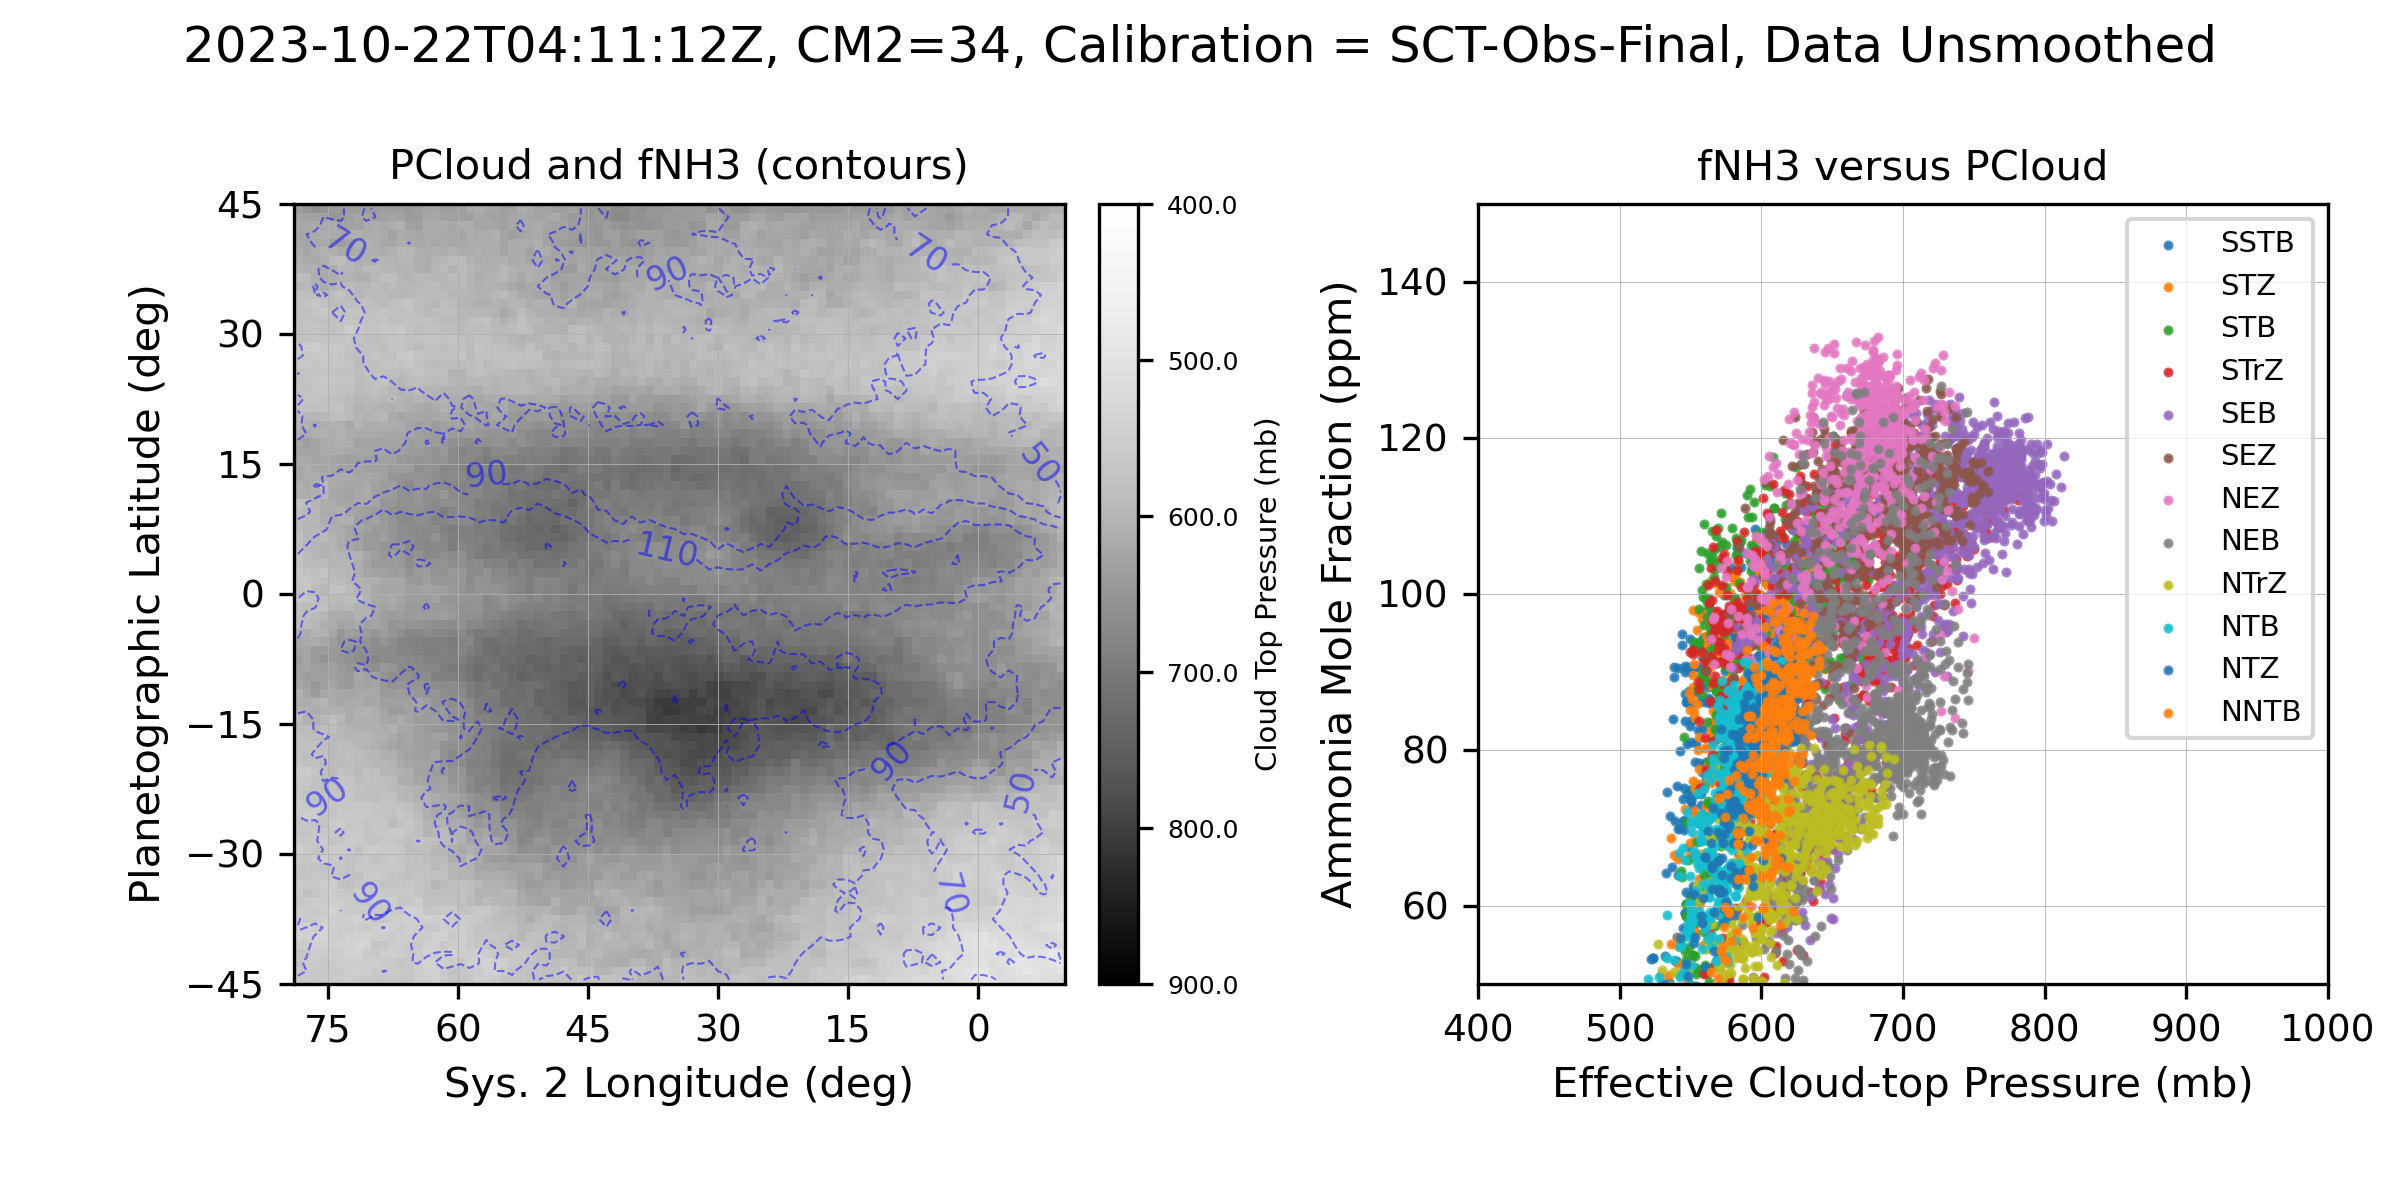 2023-10-22T04:11:12Z, CM2=34, Calibration = SCT-Obs-Final, Data Unsmoothed
PCloud and fNH3 (contours)
Planetographic Latitude (deg)
45
30
15
0
−15
−30
−45
70
90
70
90
50
110
90
90
50
90
70
75
60
45
30
15
0
Sys. 2 Longitude (deg)
400.0
500.0
600.0
700.0
800.0
900.0
Cloud Top Pressure (mb)
fNH3 versus PCloud
Ammonia Mole Fraction (ppm)
140
120
100
80
60
SSTB
STZ
STB
STrZ
SEB
SEZ
NEZ
NEB
NTrZ
NTB
NTZ
NNTB
400
500
600
700
800
900
1000
Effective Cloud-top Pressure (mb)